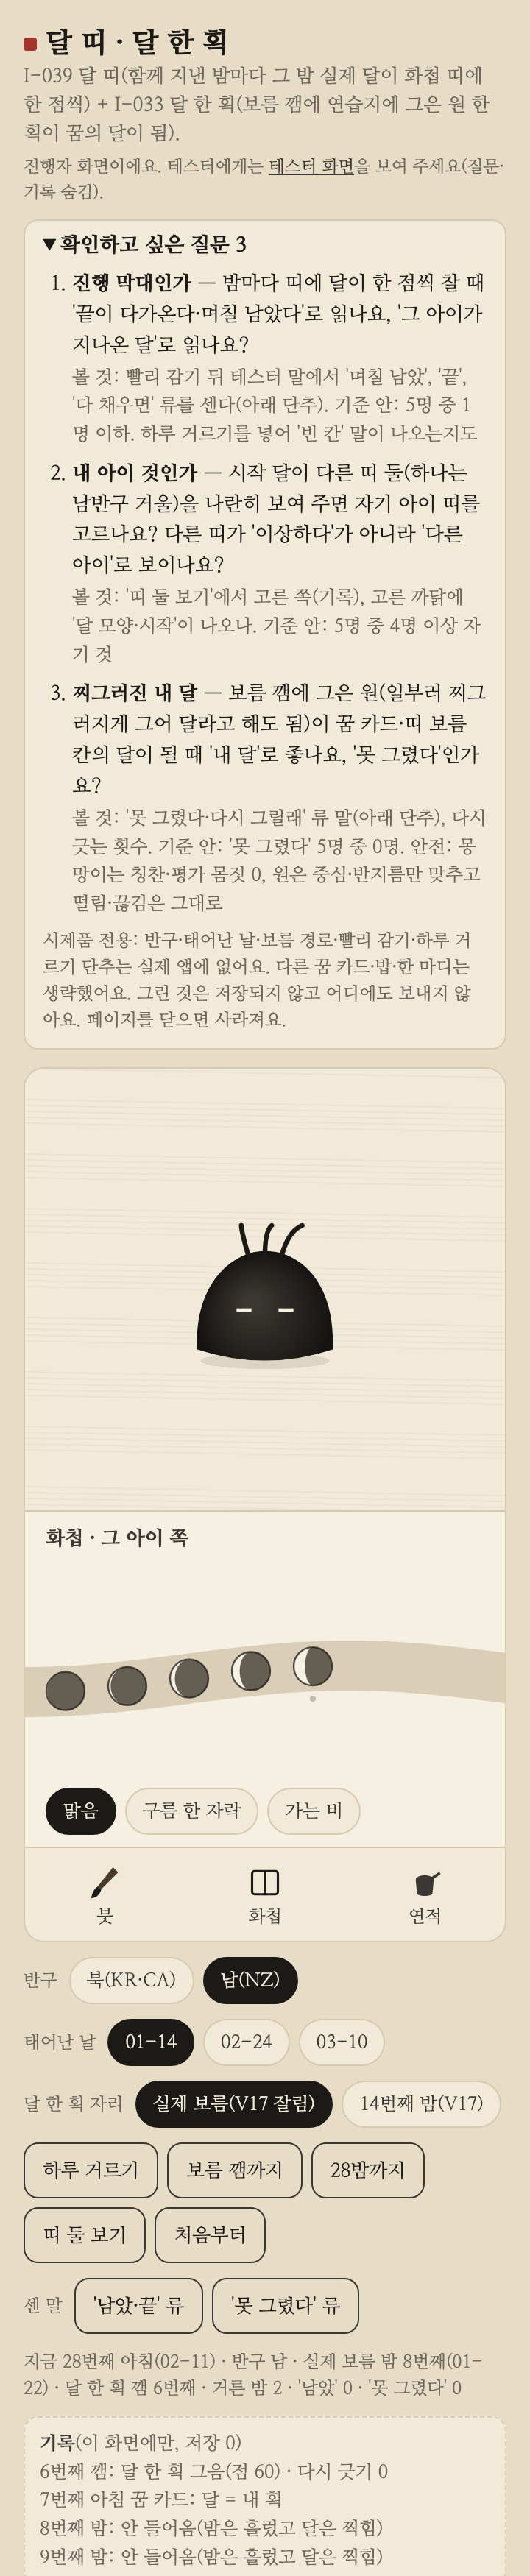 달 띠 · 달 한 획
I-039 달 띠(함께 지낸 밤마다 그 밤 실제 달이 화첩 띠에
한 점씩) + I-033 달 한 획(보름 깸에 연습지에 그은 원 한
획이 꿈의 달이 됨).
진행자 화면이에요. 테스터에게는 테스터 화면을 보여 주세요(질문·
기록 숨김).
▼확인하고 싶은 질문 3
1. 진행 막대인가 — 밤마다 띠에 달이 한 점씩 찰 때
'끝이 다가온다·며칠 남았다'로 읽나요, '그 아이가
지나온 달'로 읽나요?
볼 것: 빨리 감기 뒤 테스터 말에서 '며칠 남았', '끝',
'다 채우면' 류를 센다(아래 단추). 기준 안: 5명 중 1
명 이하. 하루 거르기를 넣어 '빈 칸' 말이 나오는지도
2. 내 아이 것인가 — 시작 달이 다른 띠 둘(하나는
남반구 거울)을 나란히 보여 주면 자기 아이 띠를
고르나요? 다른 띠가 '이상하다'가 아니라 '다른
아이'로 보이나요?
볼 것: '띠 둘 보기'에서 고른 쪽(기록), 고른 까닭에
'달 모양·시작'이 나오나. 기준 안: 5명 중 4명 이상 자
기 것
3. 찌그러진 내 달 — 보름 깸에 그은 원(일부러 찌그
러지게 그어 달라고 해도 됨)이 꿈 카드·띠 보름
칸의 달이 될 때 '내 달'로 좋나요, '못 그렸다'인가
요?
볼 것: '못 그렸다·다시 그릴래' 류 말(아래 단추), 다시
긋는 횟수. 기준 안: '못 그렸다' 5명 중 0명. 안전: 몽
망이는 칭찬·평가 몸짓 0, 원은 중심·반지름만 맞추고
떨림·끊김은 그대로
시제품 전용: 반구·태어난 날·보름 경로·빨리 감기·하루 거
르기 단추는 실제 앱에 없어요. 다른 꿈 카드·밥·한 마디는
생략했어요. 그린 것은 저장되지 않고 어디에도 보내지 않
아요. 페이지를 닫으면 사라져요.
화첩 · 그 아이 쪽
맑음 구름 한 자락 가는 비
붓 화첩 연적
반구 북(KR·CA) 남(NZ)
태어난 날 01-14 02-24 03-10
달 한 획 자리 실제 보름(V17 잘림) 14번째 밤(V17)
하루 거르기 보름 깸까지 28밤까지
띠 둘 보기 처음부터
센 말 '남았·끝' 류 '못 그렸다' 류
지금 28번째 아침(02-11) · 반구 남 · 실제 보름 밤 8번째(01-
22) · 달 한 획 깸 6번째 · 거른 밤 2 · '남았' 0 · '못 그렸다' 0
기록(이 화면에만, 저장 0)
6번째 깸: 달 한 획 그음(점 60) · 다시 긋기 0
7번째 아침 꿈 카드: 달 = 내 획
8번째 밤: 안 들어옴(밤은 흘렀고 달은 찍힘)
9번째 밤: 안 들어옴(밤은 흘렀고 달은 찍힘)